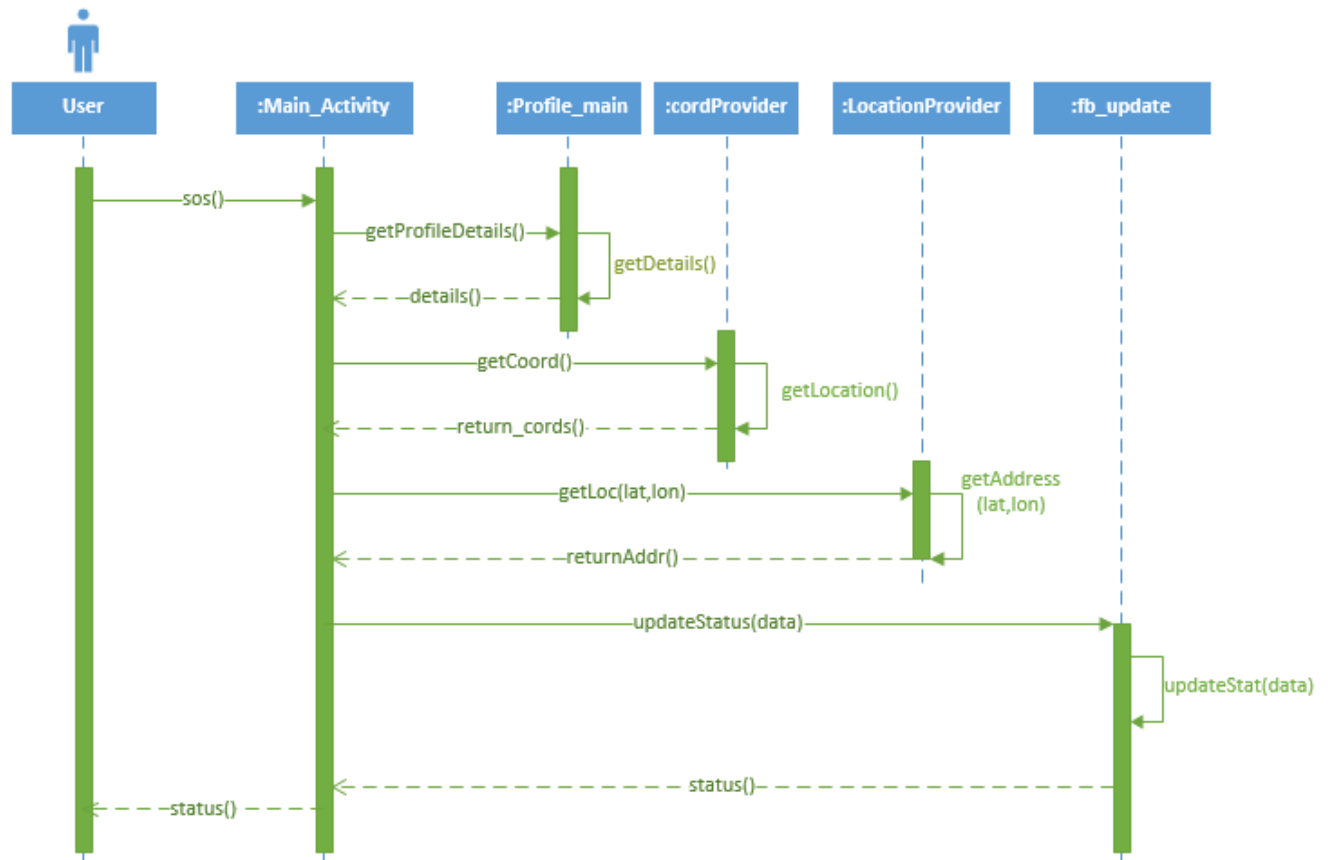 User
:Main_Activity
:Profile_main
:cordProvider
:LocationProvider
:fb_update
sos()
getProfileDetails()
getDetails()
details()
getCoord()
getLocation()
return_cords()
getLoc(lat,lon)
getAddress
(lat,lon)
returnAddr()
updateStatus(data)
updateStat(data)
status()
status()